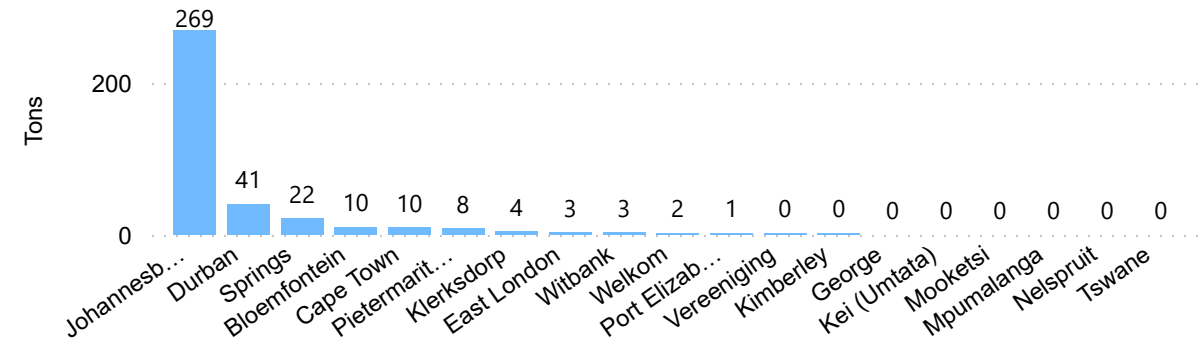 269
200
Tons
41
22
10
10
8
4
3
3
2
1
0
0
0
0
0
0
0
0
0
Johannesb...
Durban
Springs
Bloemfontein
Cape Town
Pietermarit...
Klerksdorp
East London
Witbank
Welkom
Port Elizab...
Vereeniging
Kimberley
George
Kei (Umtata)
Mooketsi
Mpumalanga
Nelspruit
Tswane